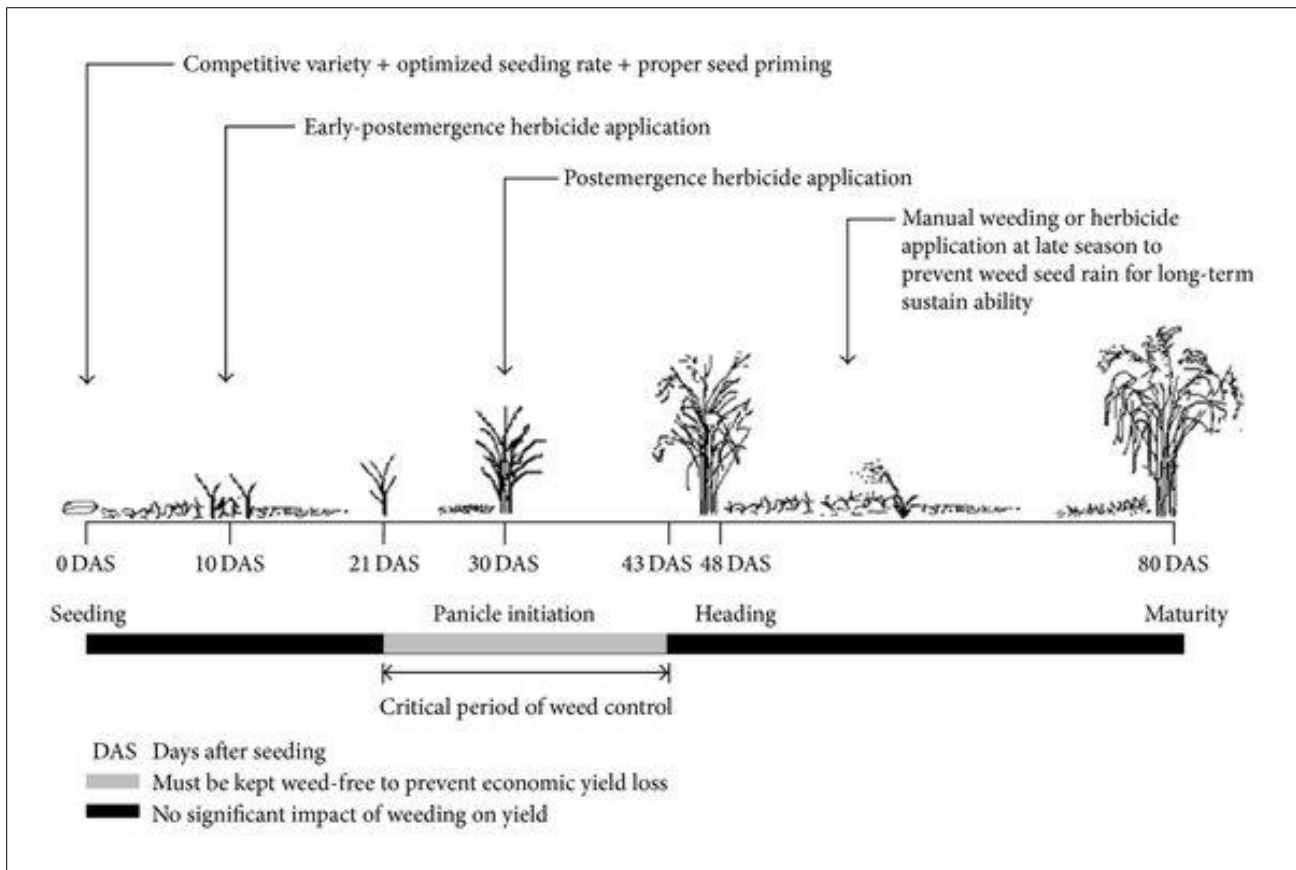 Competitive variety + optimized seeding rate + proper seed priming
Early-postemergence herbicide application
Postemergence herbicide application
Manual weeding or herbicide
application at late season to
prevent weed seed rain for long-term
sustain ability
0 DAS 10 DAS 21 DAS 30 DAS 43 DAS 48 DAS 80 DAS
Seeding Panicle initiation Heading Maturity
Critical period of weed control
DAS Days after seeding
Must be kept weed-free to prevent economic yield loss
No significant impact of weeding on yield